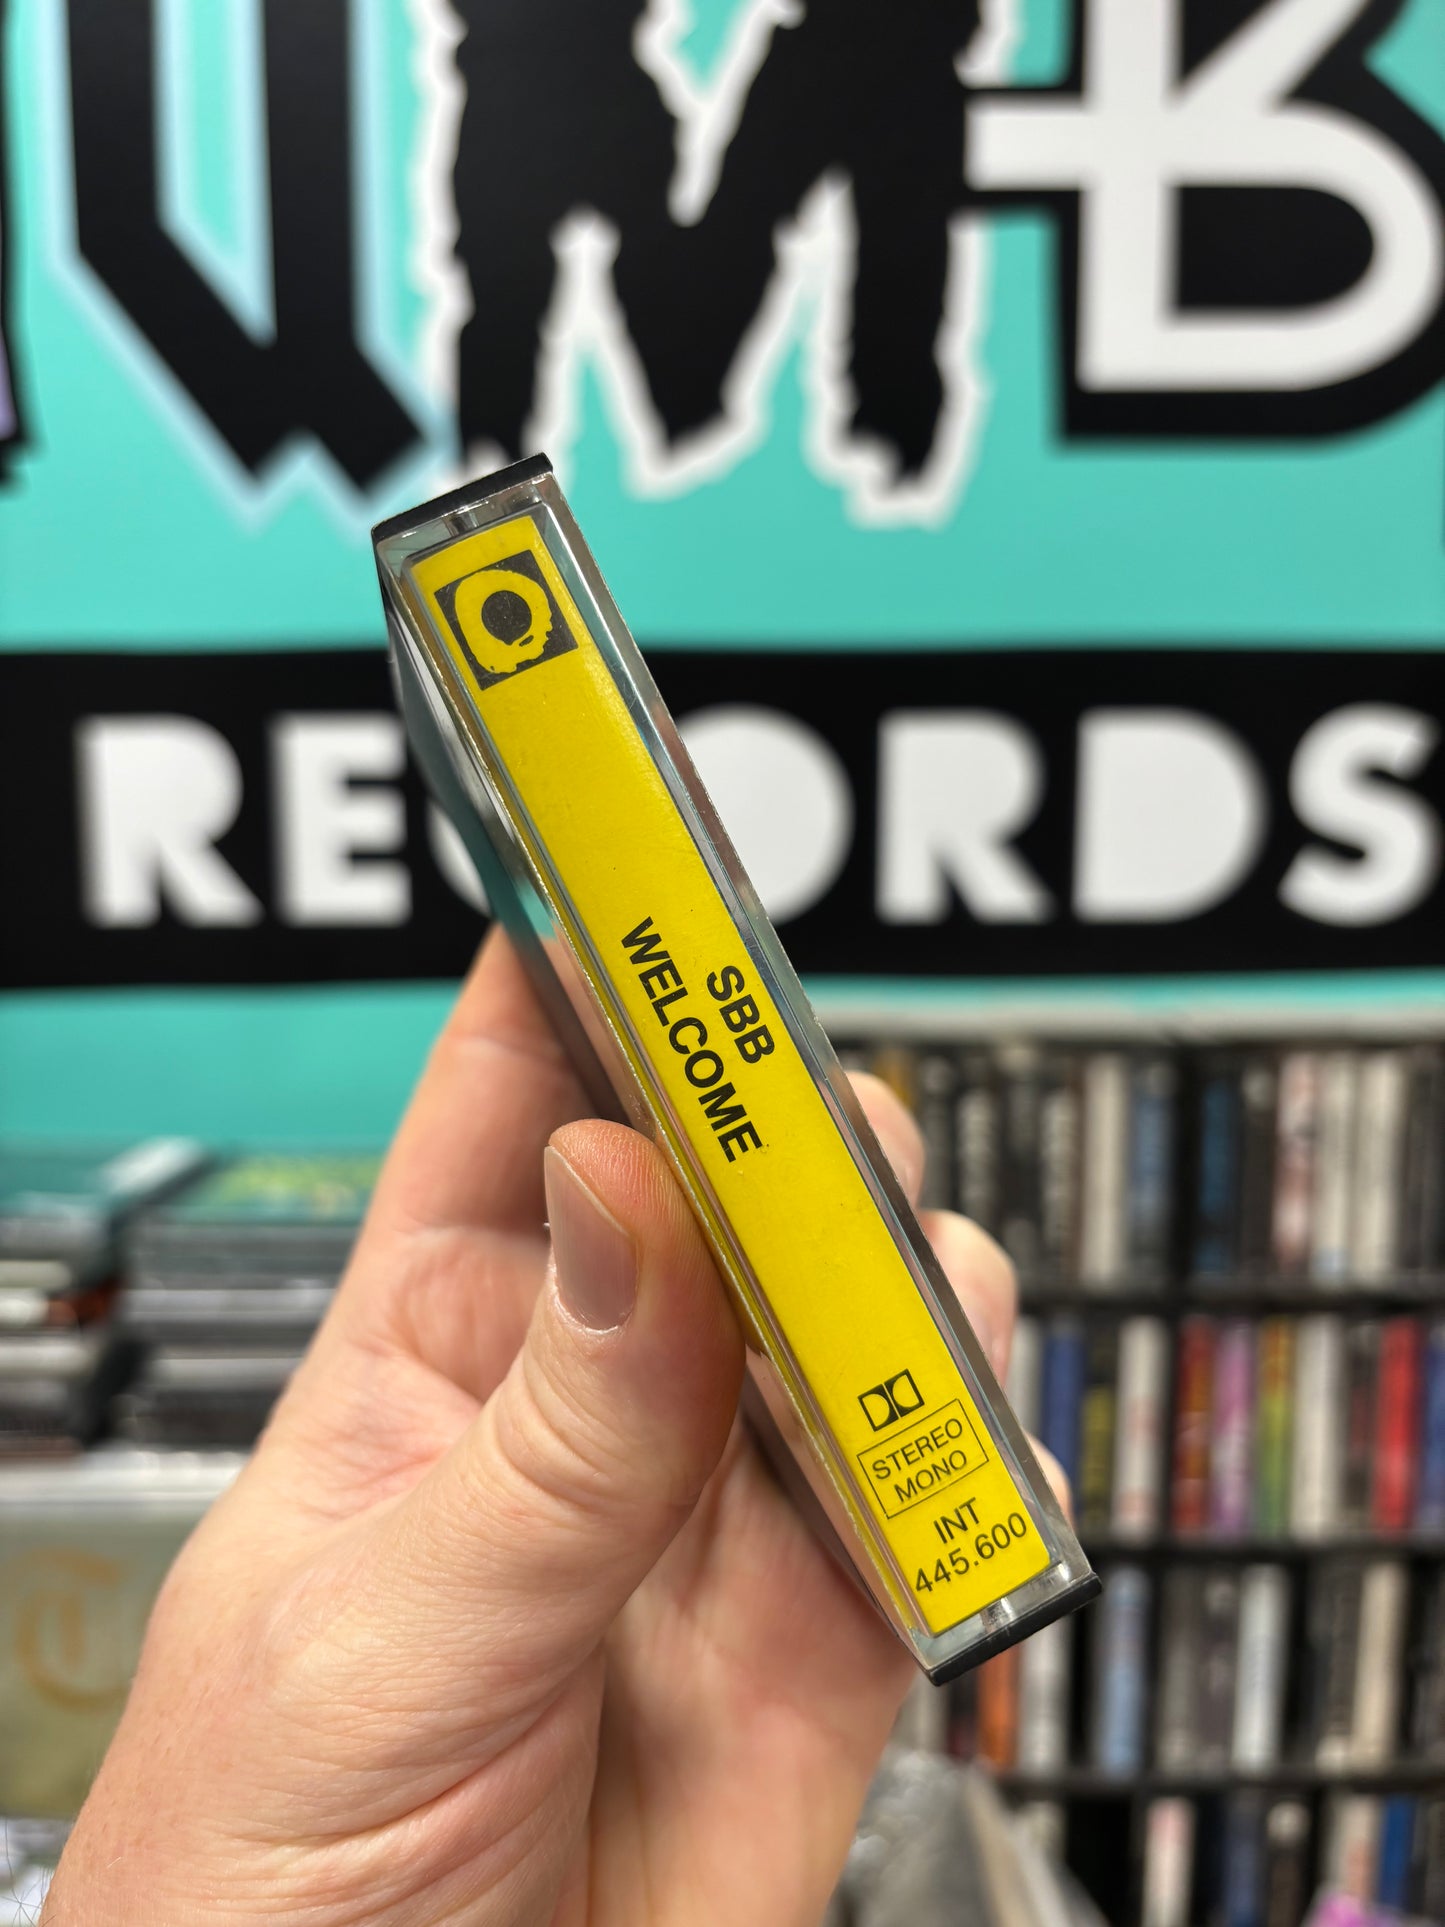 RECORDS
SBB
WELCOME
STEREO
MONO
INT
445.600